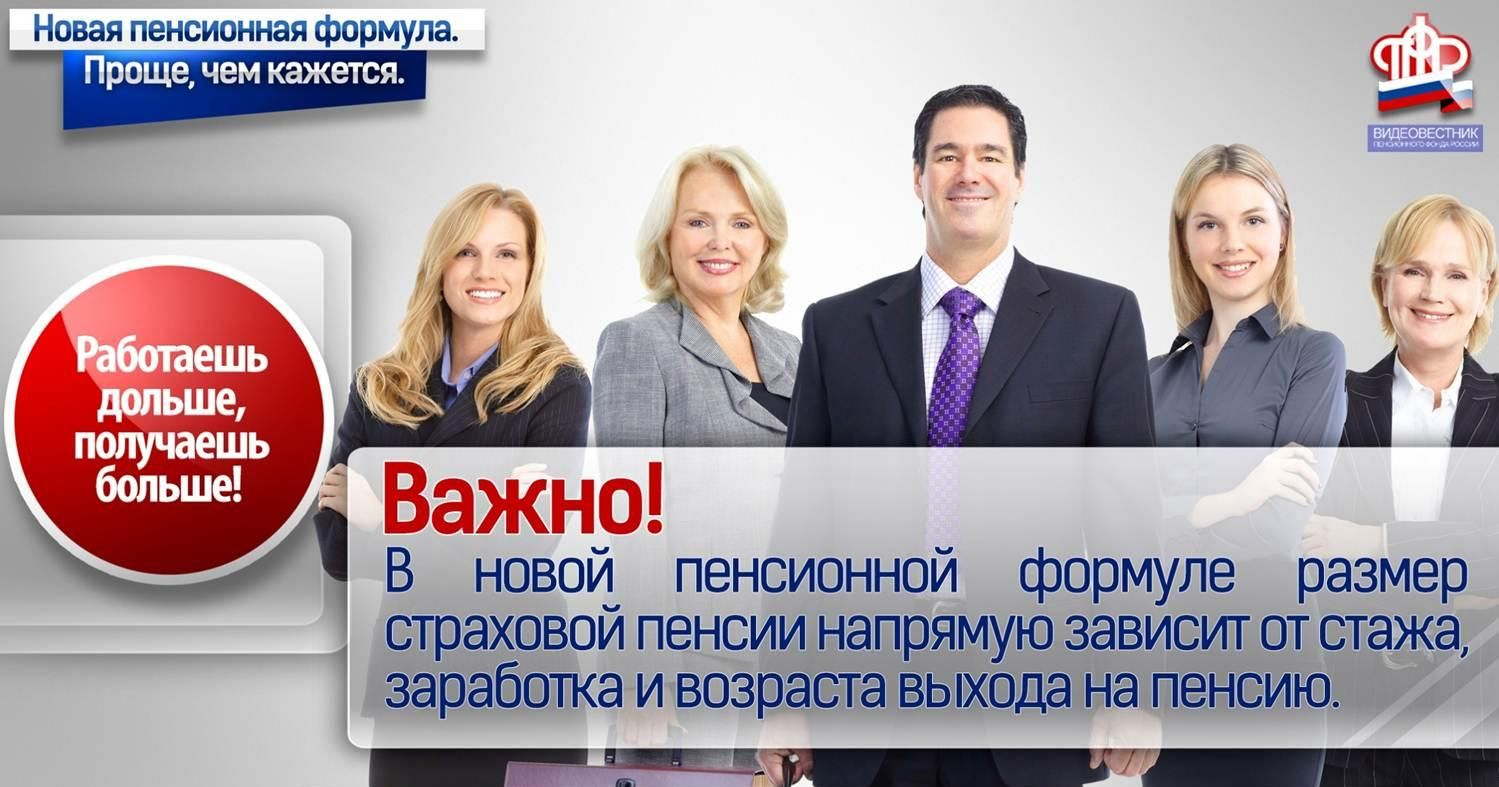 Новая пенсионная формула.
Проще, чем кажется.
ВИДЕОВЕСТНИК
ПЕНСИОННОГО ФОНДА РОССИИ
Работаешь
дольше,
получаешь
больше!
Важно!
В новой пенсионной формуле размер
страховой пенсии напрямую зависит от стажа,
заработка и возраста выхода на пенсию.